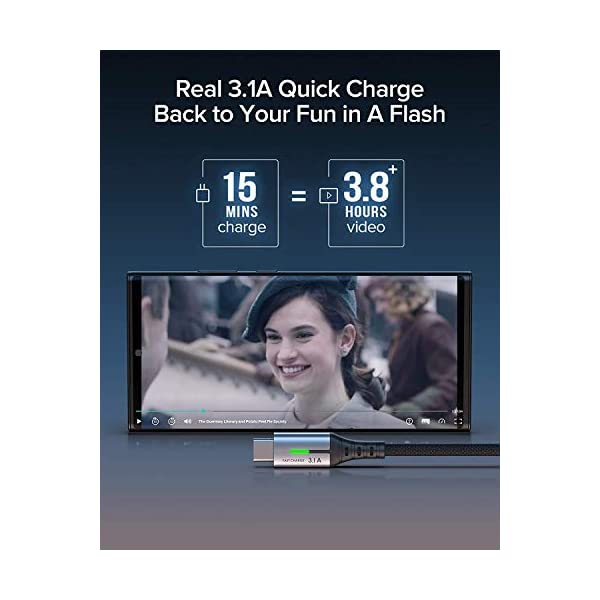 Real 3.1A Quick Charge
Back to Your Fun in A Flash
15
MINS
charge
=
3.8+
HOURS
video
The Guernsey Literary and Potato Peel Pie Society
FAST CHARGE 3.1A